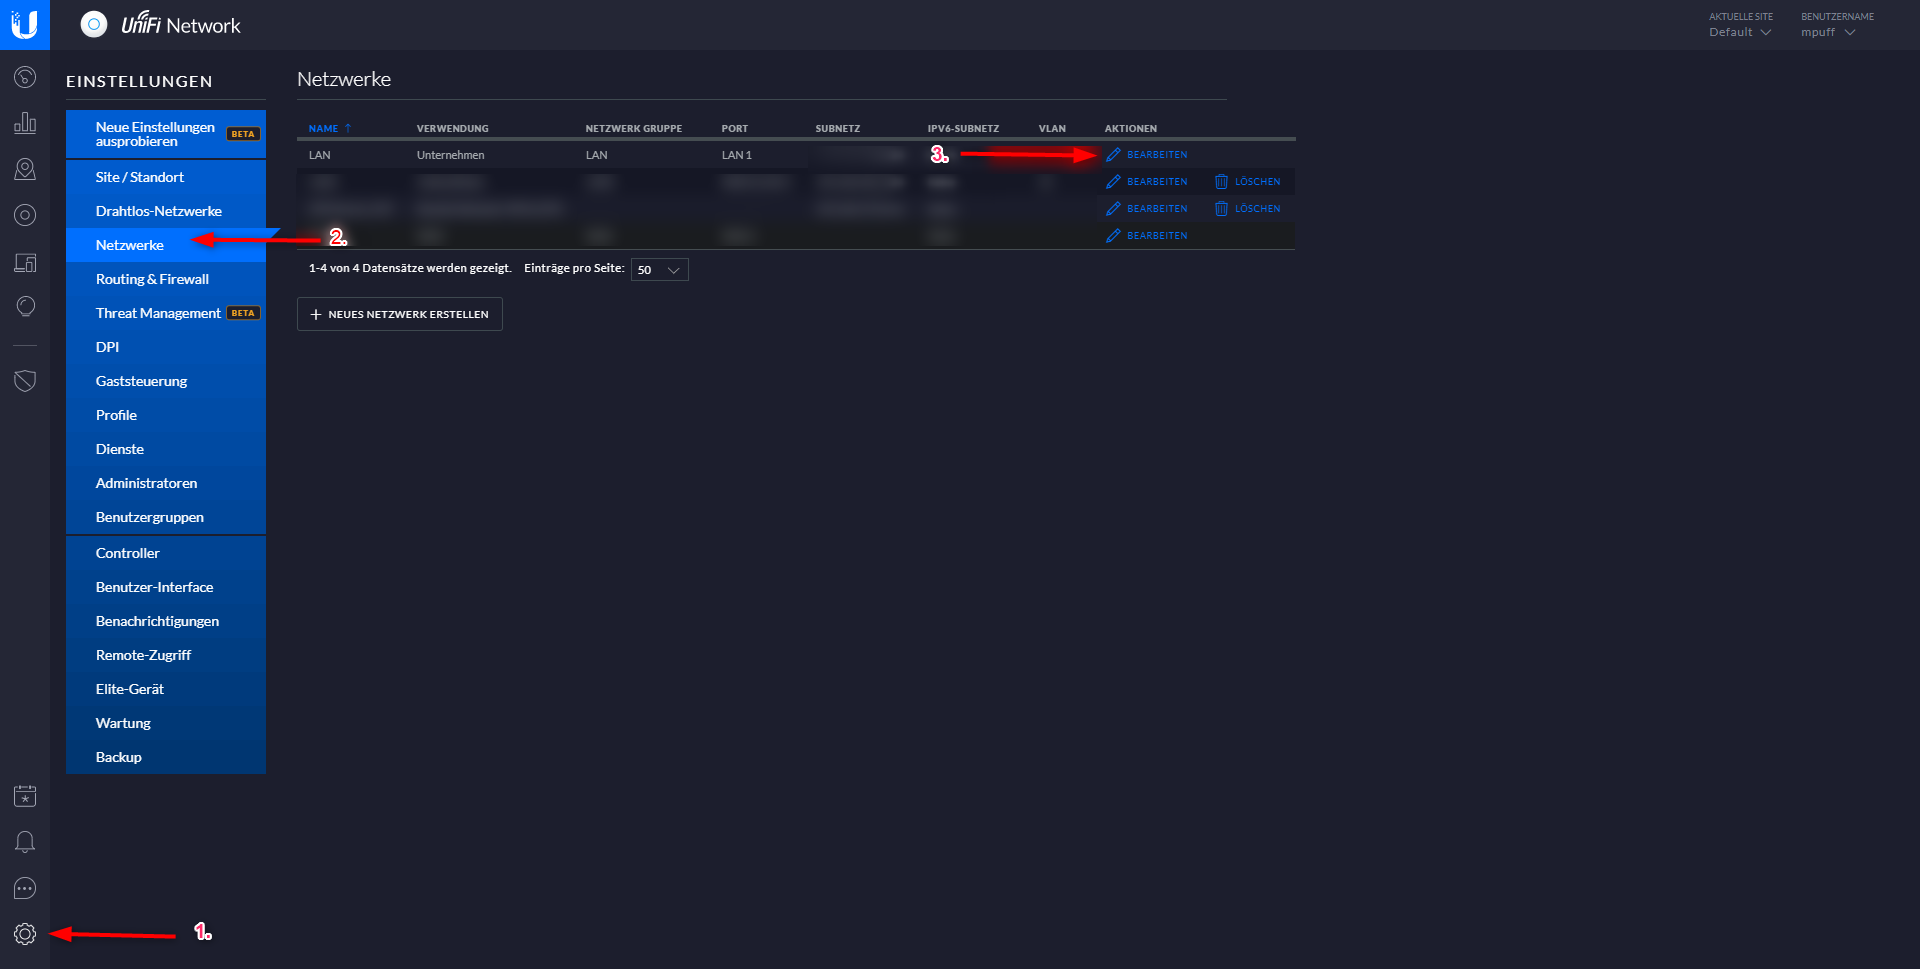 UniFi Network
AKTUELLE SITE
Default
BENUTZERNAME
mpuff
EINSTELLUNGEN
Neue Einstellungen
ausprobieren
BETA
Site / Standort
Drahtlos-Netzwerke
Netzwerke
Routing & Firewall
Threat Management BETA
DPI
Gaststeuerung
Profile
Dienste
Administratoren
Benutzergruppen
Controller
Benutzer-Interface
Benachrichtigungen
Remote-Zugriff
Elite-Gerät
Wartung
Backup
Netzwerke
NAME VERWENDUNG NETZWERK GRUPPE PORT SUBNETZ IPV6-SUBNETZ VLAN AKTIONEN
LAN Unternehmen LAN LAN 1 3. BEARBEITEN
BEARBEITEN LÖSCHEN
BEARBEITEN LÖSCHEN
2. BEARBEITEN
1-4 von 4 Datensätze werden gezeigt. Einträge pro Seite: 50
NEUES NETZWERK ERSTELLEN
1.